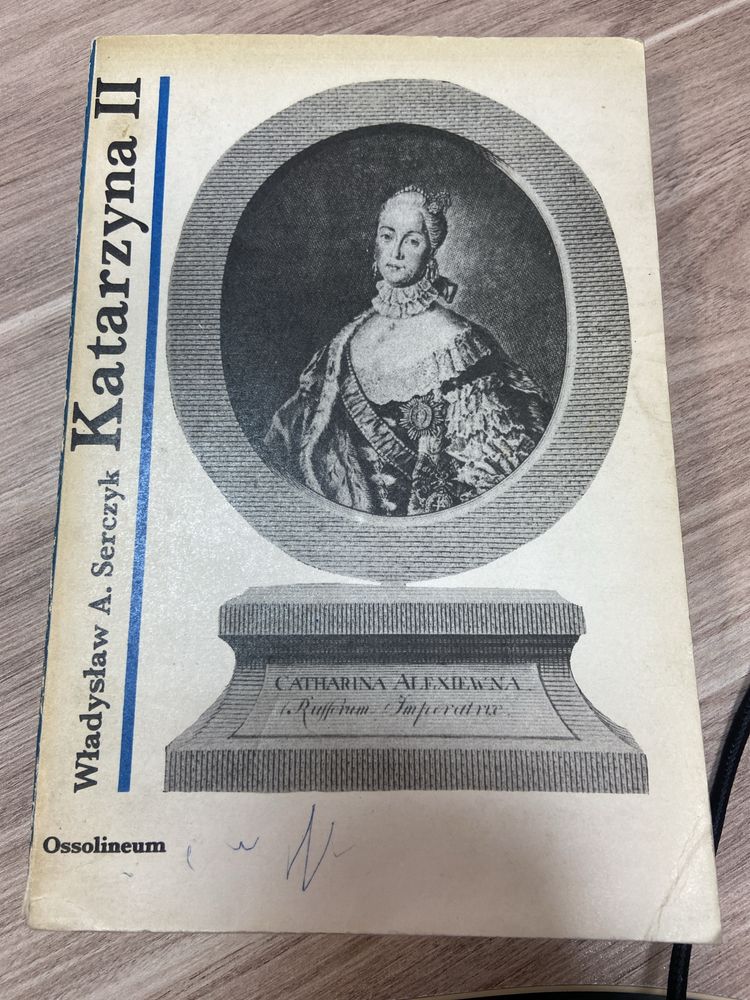 Władysław A. Serczyk
Katarzyna II
CATHARINA ALEXIEWNA.
Russorum Imperatrix.
Ossolineum